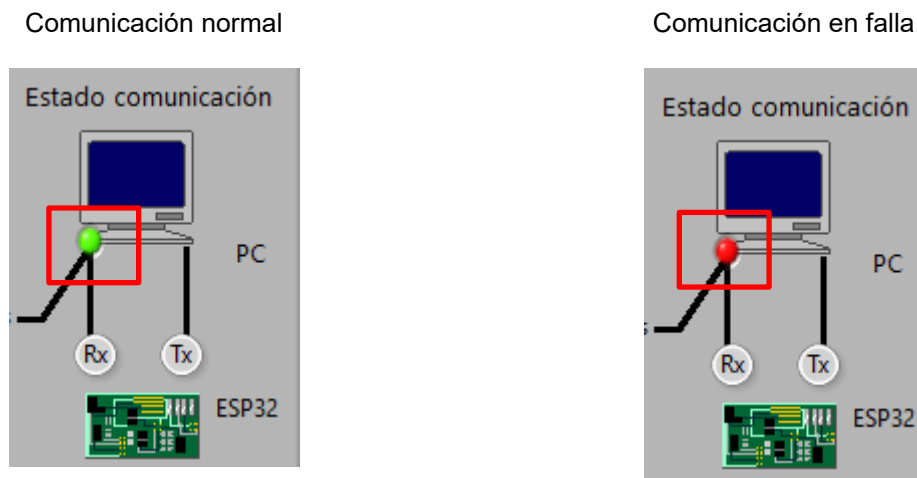 Comunicación normal
Comunicación en falla
Estado comunicación
PC
Rx
Tx
ESP32
Estado comunicación
PC
Rx
Tx
ESP32